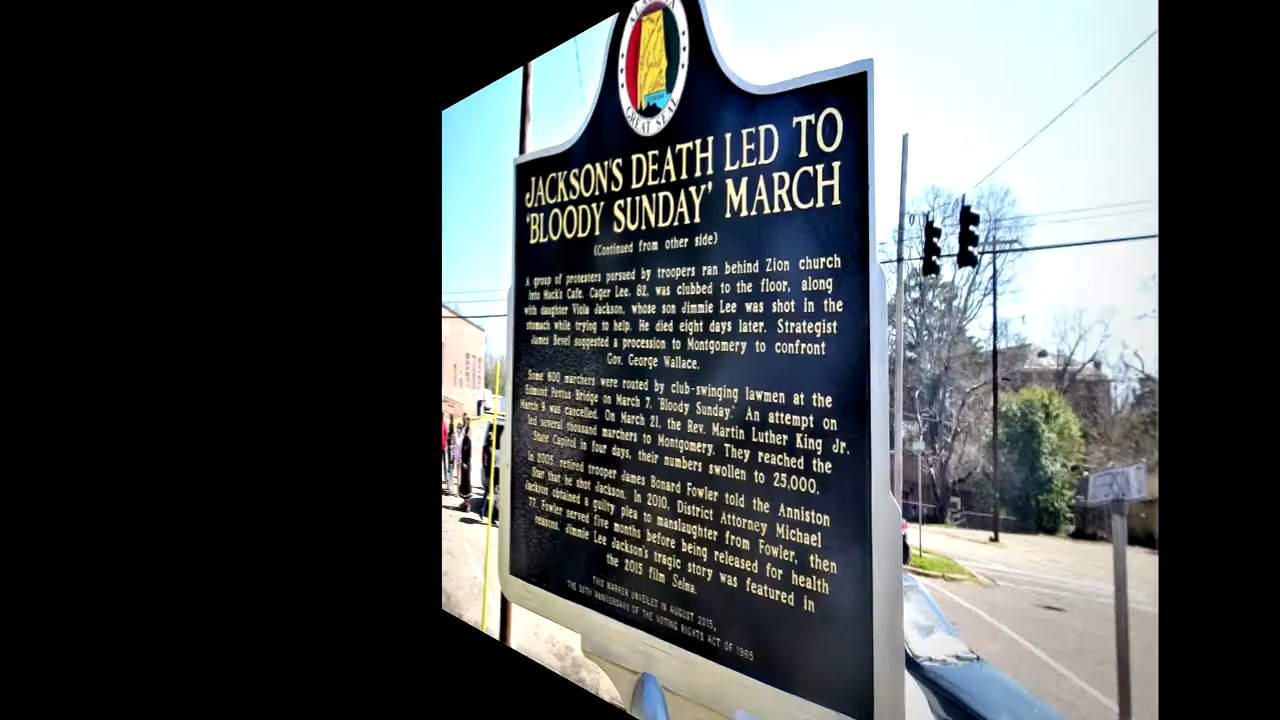 ALABAMA
GREAT SEAL
JACKSON'S DEATH LED TO
'BLOODY SUNDAY' MARCH
(Continued from other side)
A group of protesters pursued by troopers ran behind Zion church
into Mack's Cafe. Cager Lee, 82, was clubbed to the floor, along
with daughter Viola Jackson, whose son Jimmie Lee was shot in the
stomach while trying to help. He died eight days later. Strategist
James Bevel suggested a procession to Montgomery to confront
Gov. George Wallace.
Some 600 marchers were routed by club-swinging lawmen at the
Edmund Pettus Bridge on March 7, 'Bloody Sunday.' An attempt on
March 9 was cancelled. On March 21, the Rev. Martin Luther King Jr.
led several thousand marchers to Montgomery. They reached the
State Capitol in four days, their numbers swollen to 25,000.
In 2005, retired trooper James Bonard Fowler told the Anniston
Star that he shot Jackson. In 2010, District Attorney Michael
Jackson obtained a guilty plea to manslaughter from Fowler, then
77. Fowler served five months before being released for health
reasons. Jimmie Lee Jackson's tragic story was featured in
the 2015 film Selma.
THIS MARKER UNVEILED IN AUGUST 2015,
THE 50TH ANNIVERSARY OF THE VOTING RIGHTS ACT OF 1965